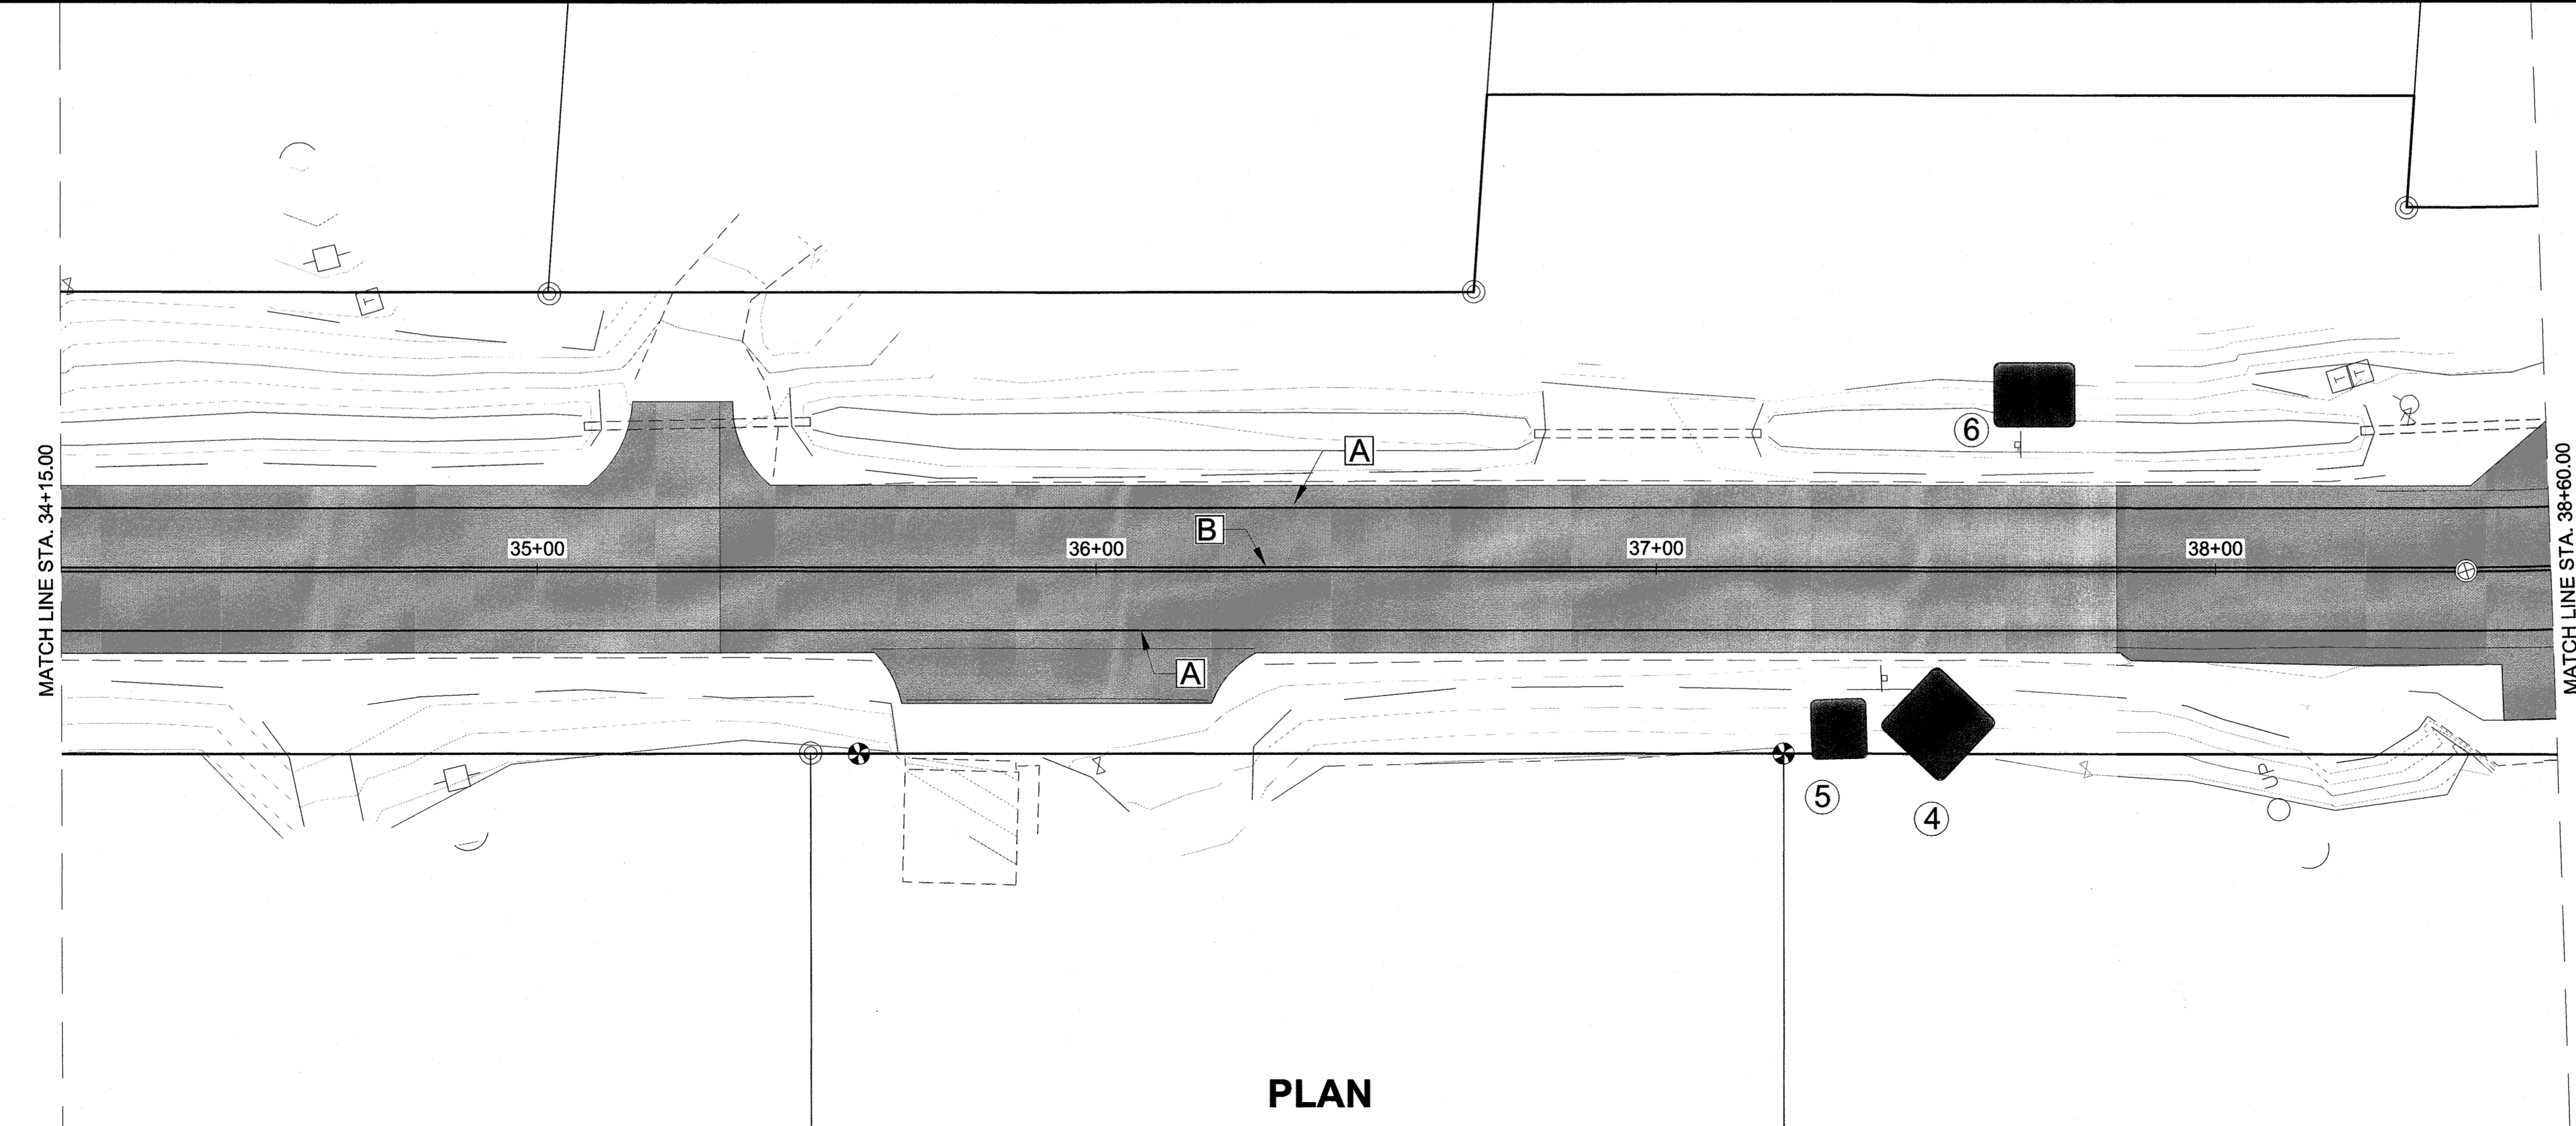 MATCH LINE STA. 34+15.00
T
T T
6
A
B
35+00
36+00
37+00
38+00
MATCH LINE STA. 38+60.00
A
5
4
UP
PLAN